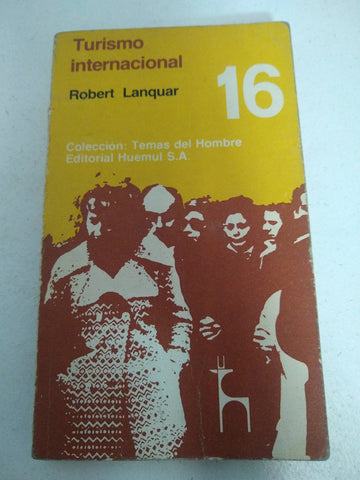 Turismo
internacional
Robert Lanquar
16
Colección: Temas del Hombre
Editorial Huemul S.A.